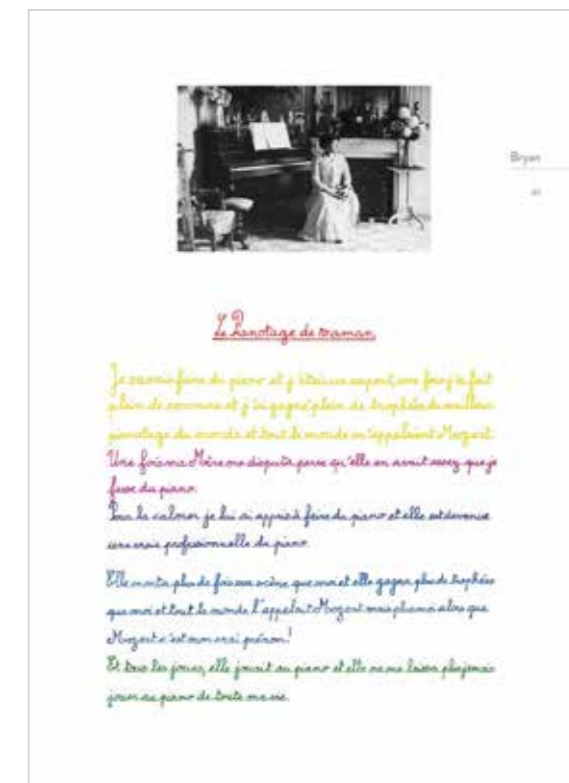 Bryan
Le Pianotage de maman
Je savais faire du piano et j'étais un expert, une fois j'ai fait
plein de concours et j'ai gagné plein de trophées de meilleur
pianotage du monde et tout le monde m'appelaient Mozart.
Une fois ma Mère me disputa parce qu'elle en avait assez que je
fasse du piano.
Pour la calmer je lui ai appris à faire du piano et elle est devenue
une vraie professionnelle du piano.
Elle monta plus de fois sur scène que moi et elle gagna plus de trophées
que moi et tout le monde l'appelait Mozart mais plus moi alors que
Mozart c'est mon vrai prénom!
Et tous les jours, elle jouait au piano et elle ne me laissa plus jamais
jouer au piano de toute ma vie.